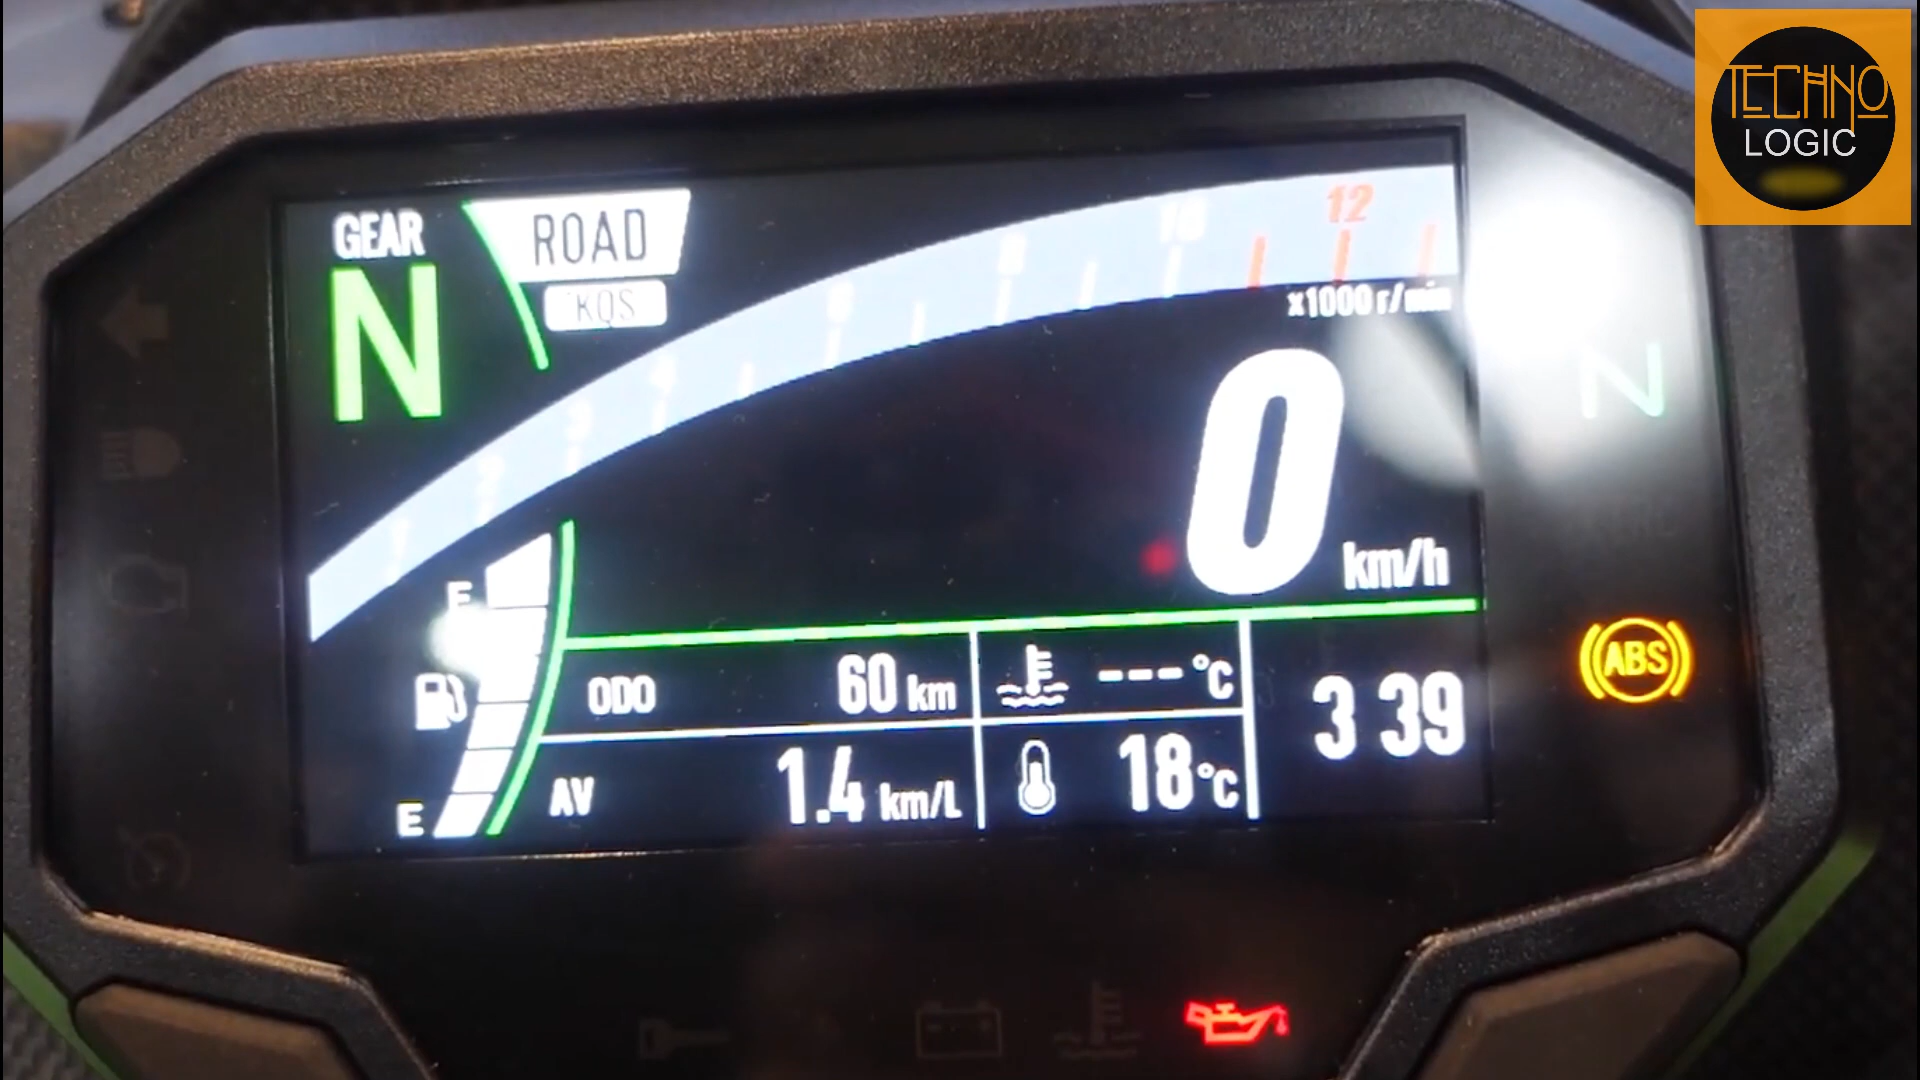 TECHNO
LOGIC
GEAR
N
ROAD
KQS
10
12
x1000 r/min
0
km/h
N
E
ODO 60 km
---°C
3 39
ABS
AV 1.4 km/L
18°C